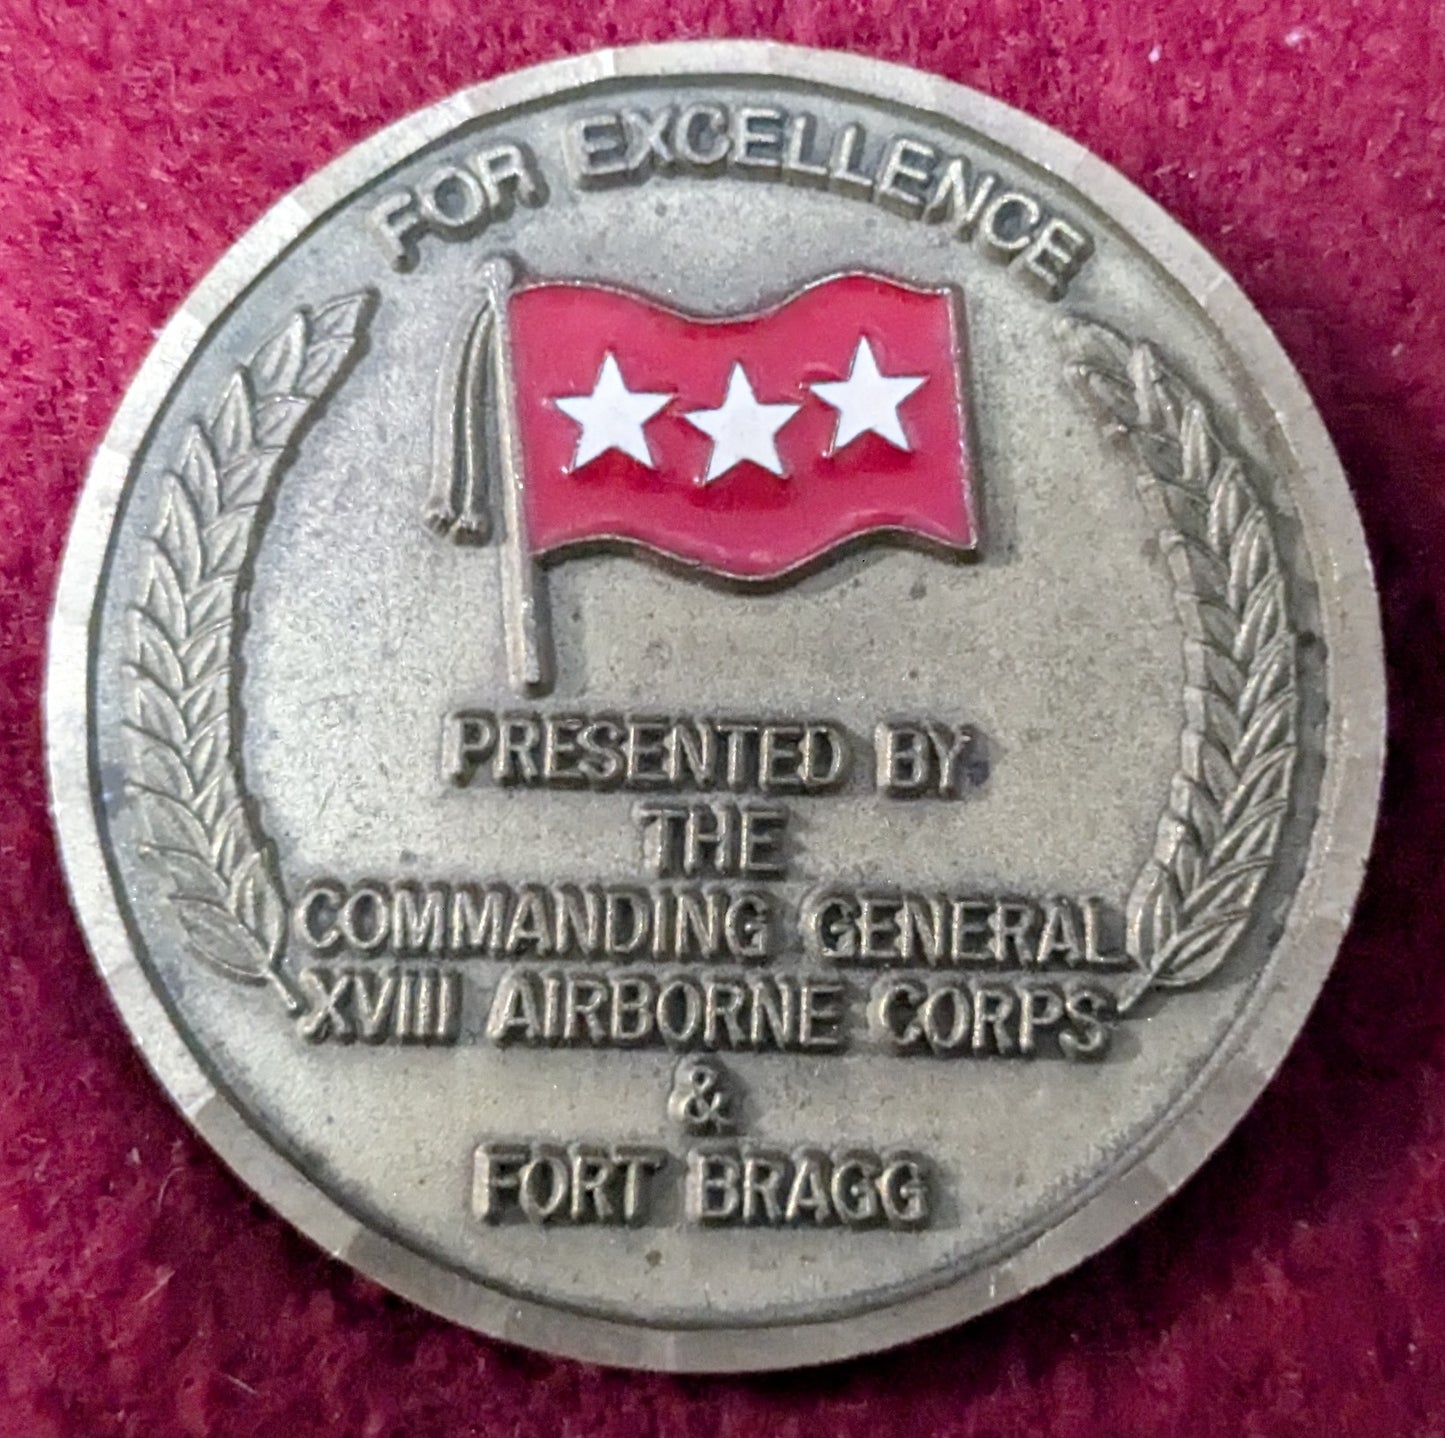 FOR EXCELLENCE
PRESENTED BY
THE
COMMANDING GENERAL
XVIII AIRBORNE CORPS
&
FORT BRAGG